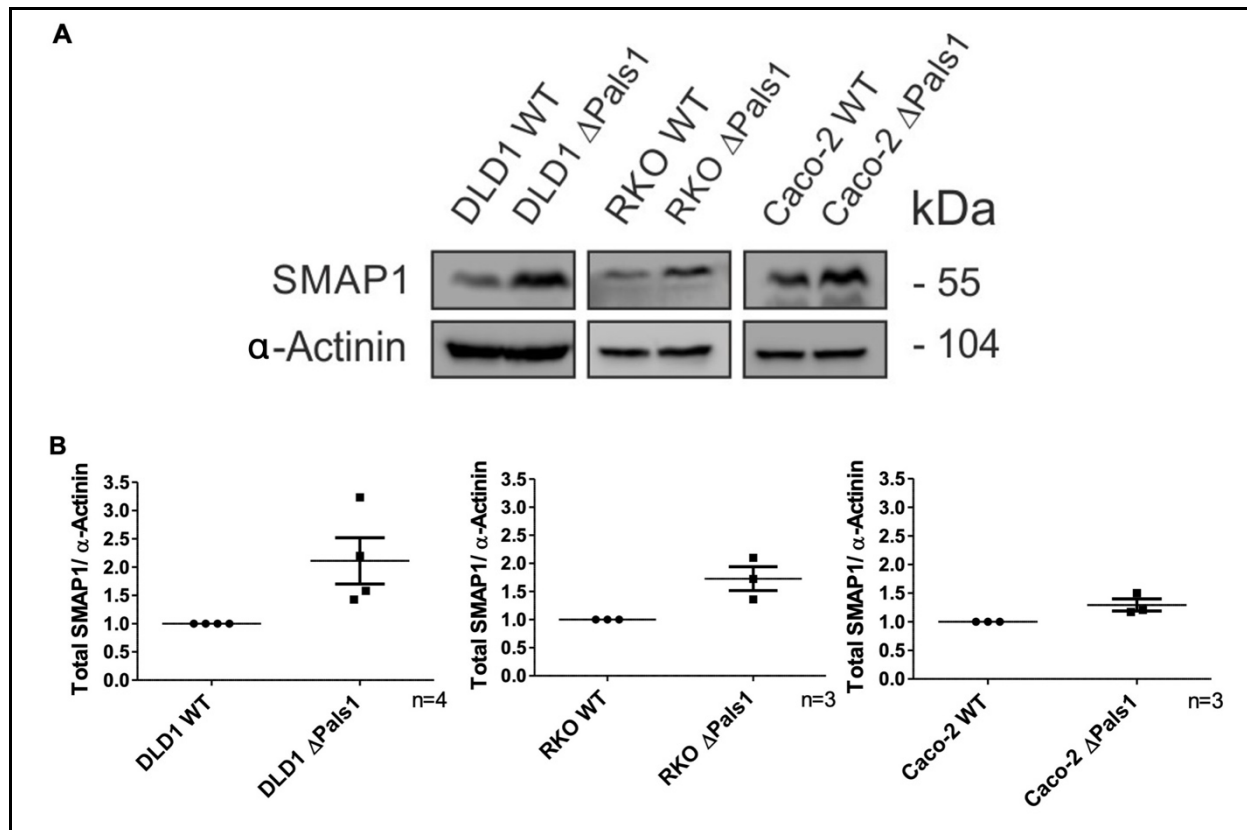 A
DLD1 WT
DLD1 ΔPals1
RKO WT
RKO ΔPals1
Caco-2 WT
Caco-2 ΔPals1
kDa
SMAP1
- 55
α-Actinin
- 104
B
Total SMAP1/ α-Actinin
3.5
3.0
2.5
2.0
1.5
1.0
0.5
0.0
DLD1 WT
DLD1 ΔPals1
n=4
Total SMAP1/ α-Actinin
3.5
3.0
2.5
2.0
1.5
1.0
0.5
0.0
RKO WT
RKO ΔPals1
n=3
Total SMAP1/ α-Actinin
3.5
3.0
2.5
2.0
1.5
1.0
0.5
0.0
Caco-2 WT
Caco-2 ΔPals1
n=3